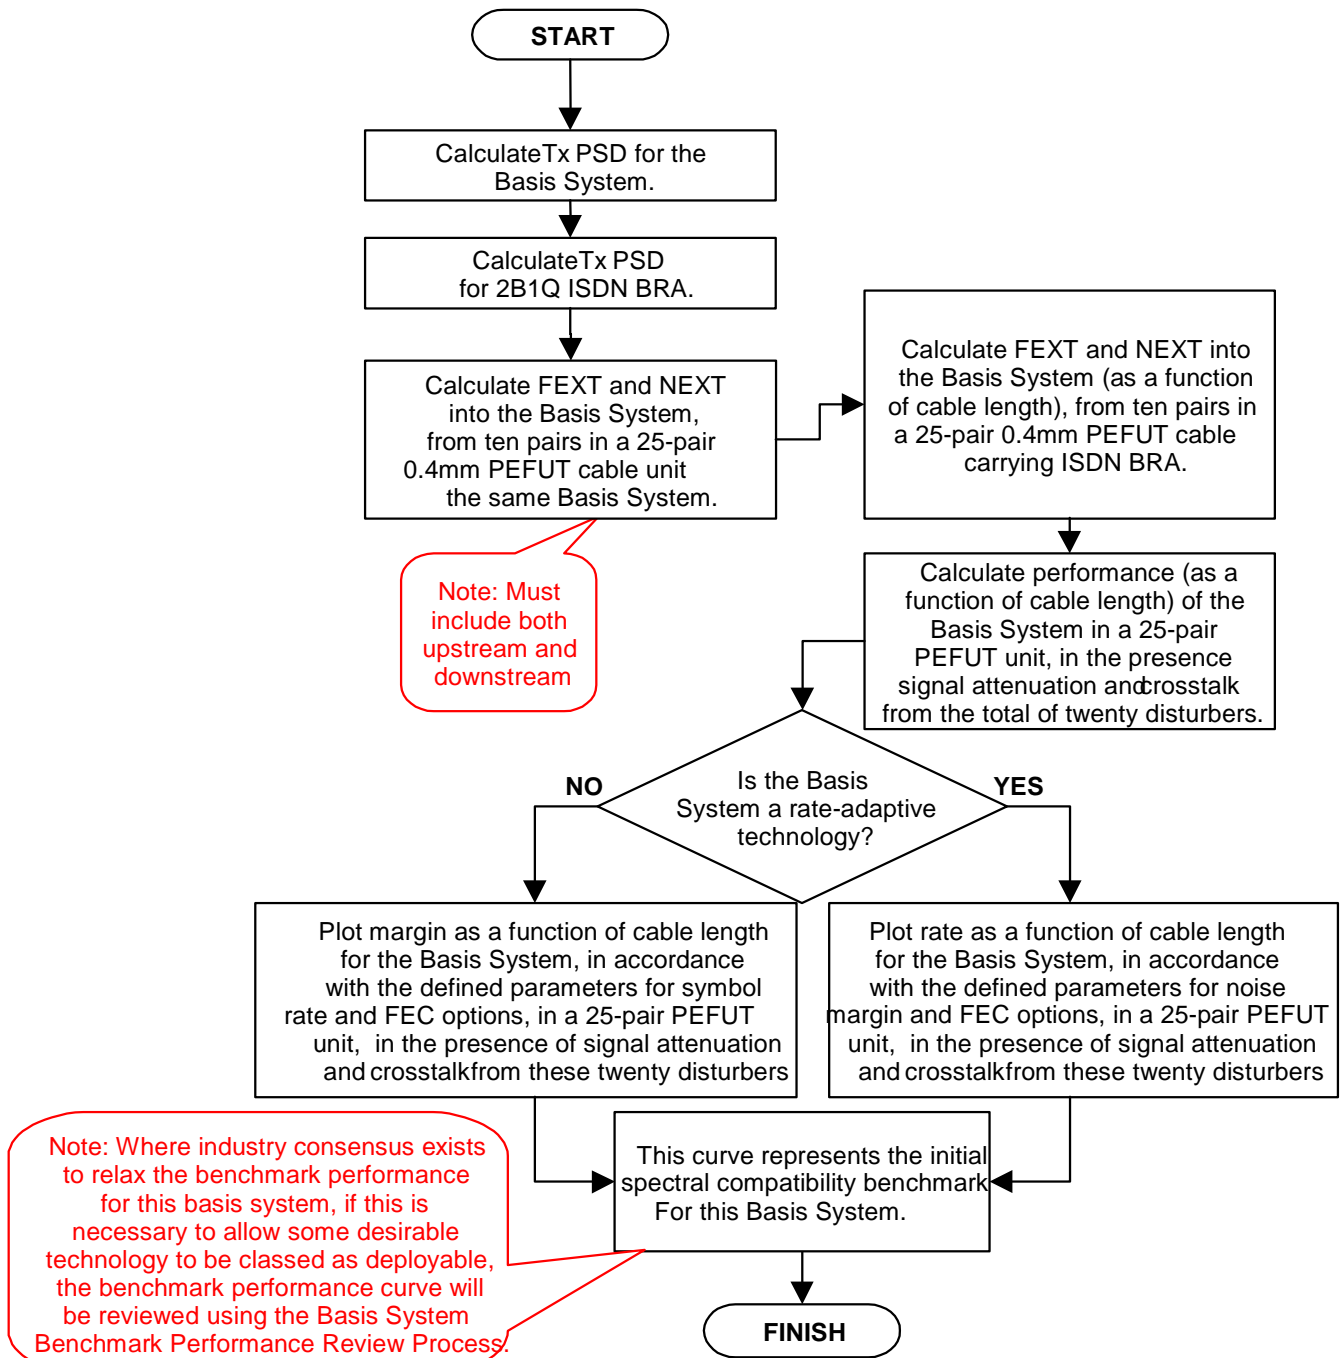 START
CalculateTx PSD for the
Basis System.
CalculateTx PSD
for 2B1Q ISDN BRA.
Calculate FEXT and NEXT
into the Basis System,
from ten pairs in a 25-pair
0.4mm PEFUT cable unit
the same Basis System.
Calculate FEXT and NEXT into
the Basis System (as a function
of cable length), from ten pairs in
a 25-pair 0.4mm PEFUT cable
carrying ISDN BRA.
Note: Must
include both
upstream and
downstream
Calculate performance (as a
function of cable length) of the
Basis System in a 25-pair
PEFUT unit, in the presence
signal attenuation andcrosstalk
from the total of twenty disturbers.
Is the Basis
System a rate-adaptive
technology?
NO
YES
Plot margin as a function of cable length
for the Basis System, in accordance
with the defined parameters for symbol
rate and FEC options, in a 25-pair PEFUT
unit, in the presence of signal attenuation
and crosstalkfrom these twenty disturbers
Plot rate as a function of cable length
for the Basis System, in accordance
with the defined parameters for noise
margin and FEC options, in a 25-pair PEFUT
unit, in the presence of signal attenuation
and crosstalkfrom these twenty disturbers
This curve represents the initial
spectral compatibility benchmark
For this Basis System.
Note: Where industry consensus exists
to relax the benchmark performance
for this basis system, if this is
necessary to allow some desirable
technology to be classed as deployable,
the benchmark performance curve will
be reviewed using the Basis System
Benchmark Performance Review Process.
FINISH